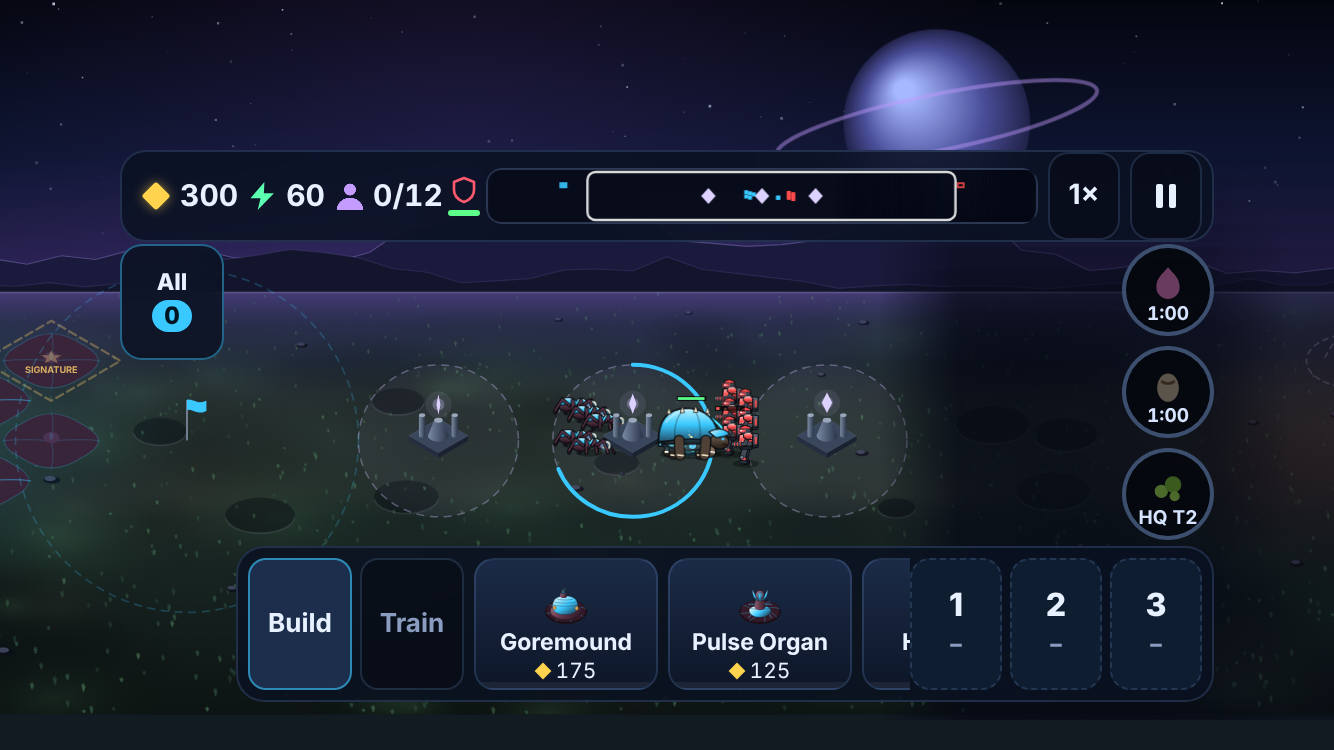 300
60
0/12
1×
All
0
1:00
SIGNATURE
1:00
HQ T2
Build
Train
Goremound
175
Pulse Organ
125
1
–
2
–
3
–